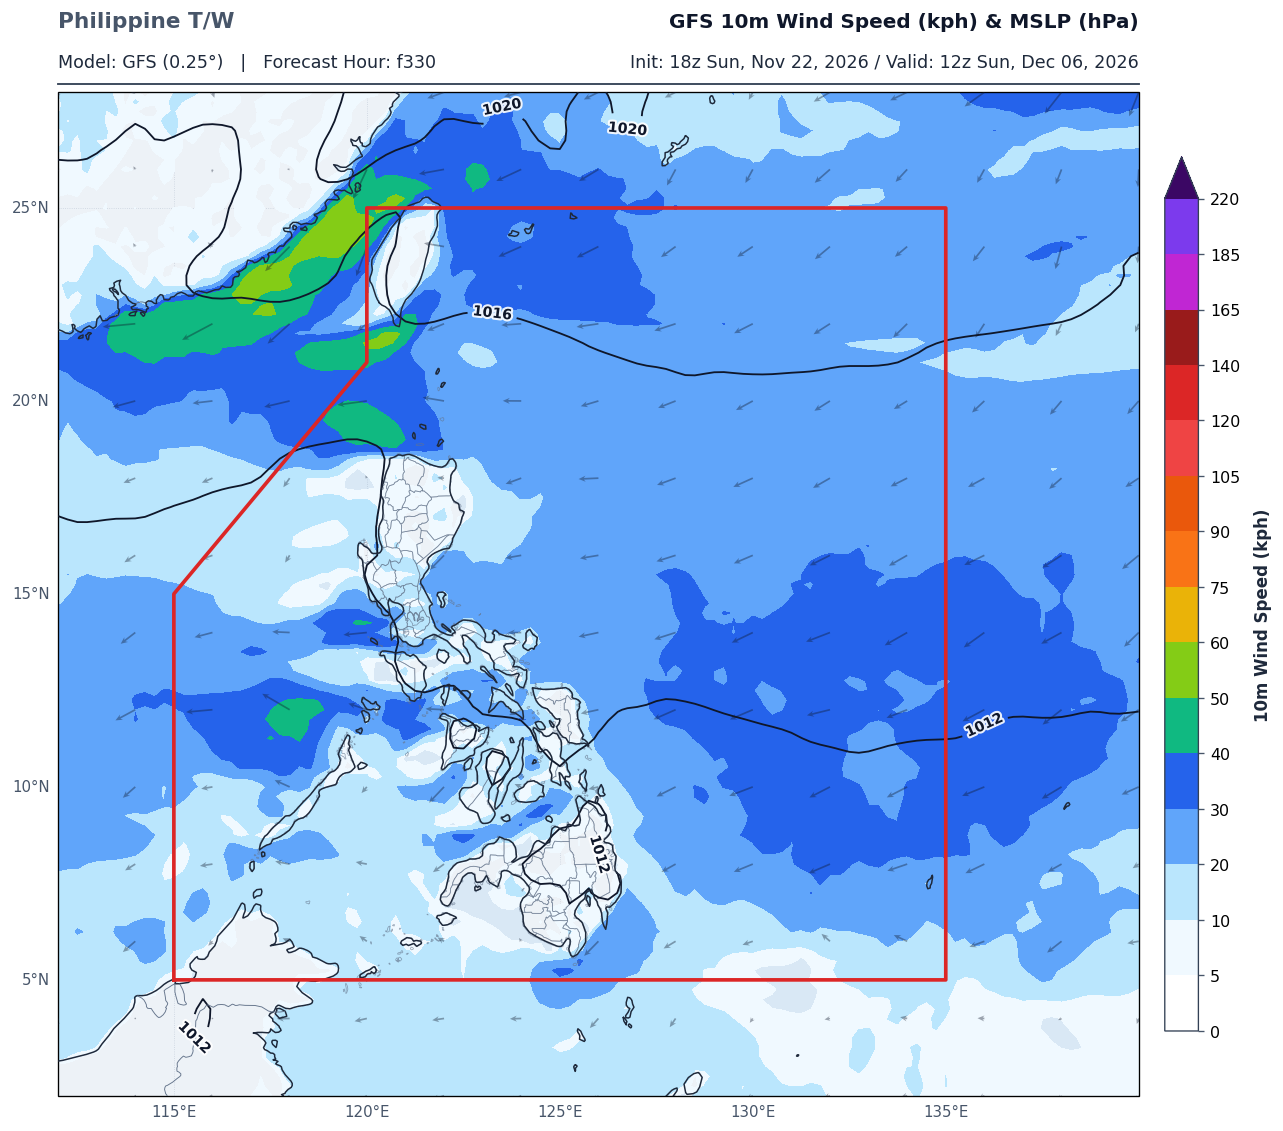 Philippine T/W
GFS 10m Wind Speed (kph) & MSLP (hPa)
Model: GFS (0.25°) | Forecast Hour: f330
Init: 18z Sun, Nov 22, 2026 / Valid: 12z Sun, Dec 06, 2026
1020
1020
1016
1012
1012
1012
25°N
20°N
15°N
10°N
5°N
115°E
120°E
125°E
130°E
135°E
220
185
165
140
120
105
90
75
60
50
40
30
20
10
5
0
10m Wind Speed (kph)